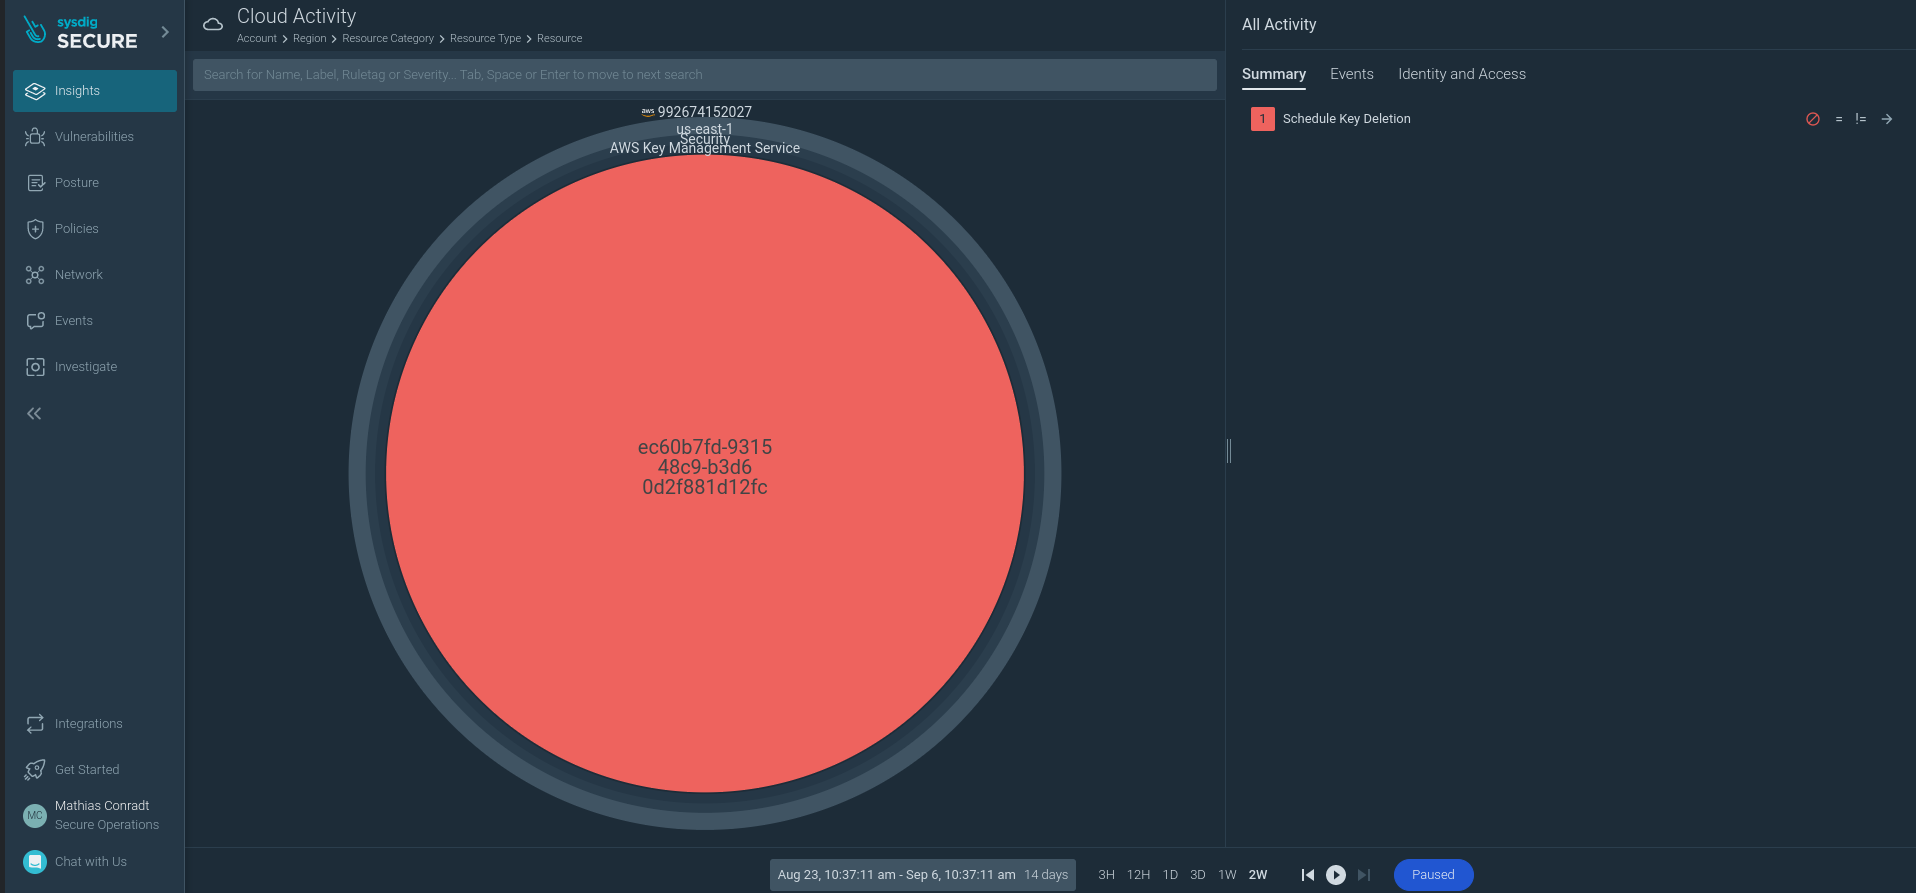 sysdig
SECURE
Insights
Vulnerabilities
Posture
Policies
Network
Events
Investigate
Integrations
Get Started
MC
Mathias Conradt
Secure Operations
Chat with Us
Cloud Activity
Account > Region > Resource Category > Resource Type > Resource
Search for Name, Label, Ruletag or Severity... Tab, Space or Enter to move to next search
aws 992674152027
us-east-1
Security
AWS Key Management Service
ec60b7fd-9315
48c9-b3d6
0d2f881d12fc
Aug 23, 10:37:11 am - Sep 6, 10:37:11 am 14 days
3H 12H 1D 3D 1W 2W
Paused
All Activity
Summary Events Identity and Access
1 Schedule Key Deletion = !=